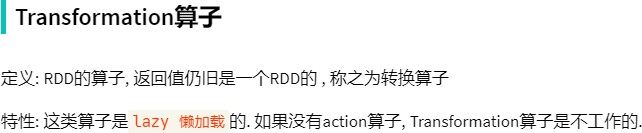 Transformation算子
定义: RDD的算子, 返回值仍旧是一个RDD的 , 称之为转换算子
特性: 这类算子是lazy 懒加载的. 如果没有action算子, Transformation算子是不工作的.